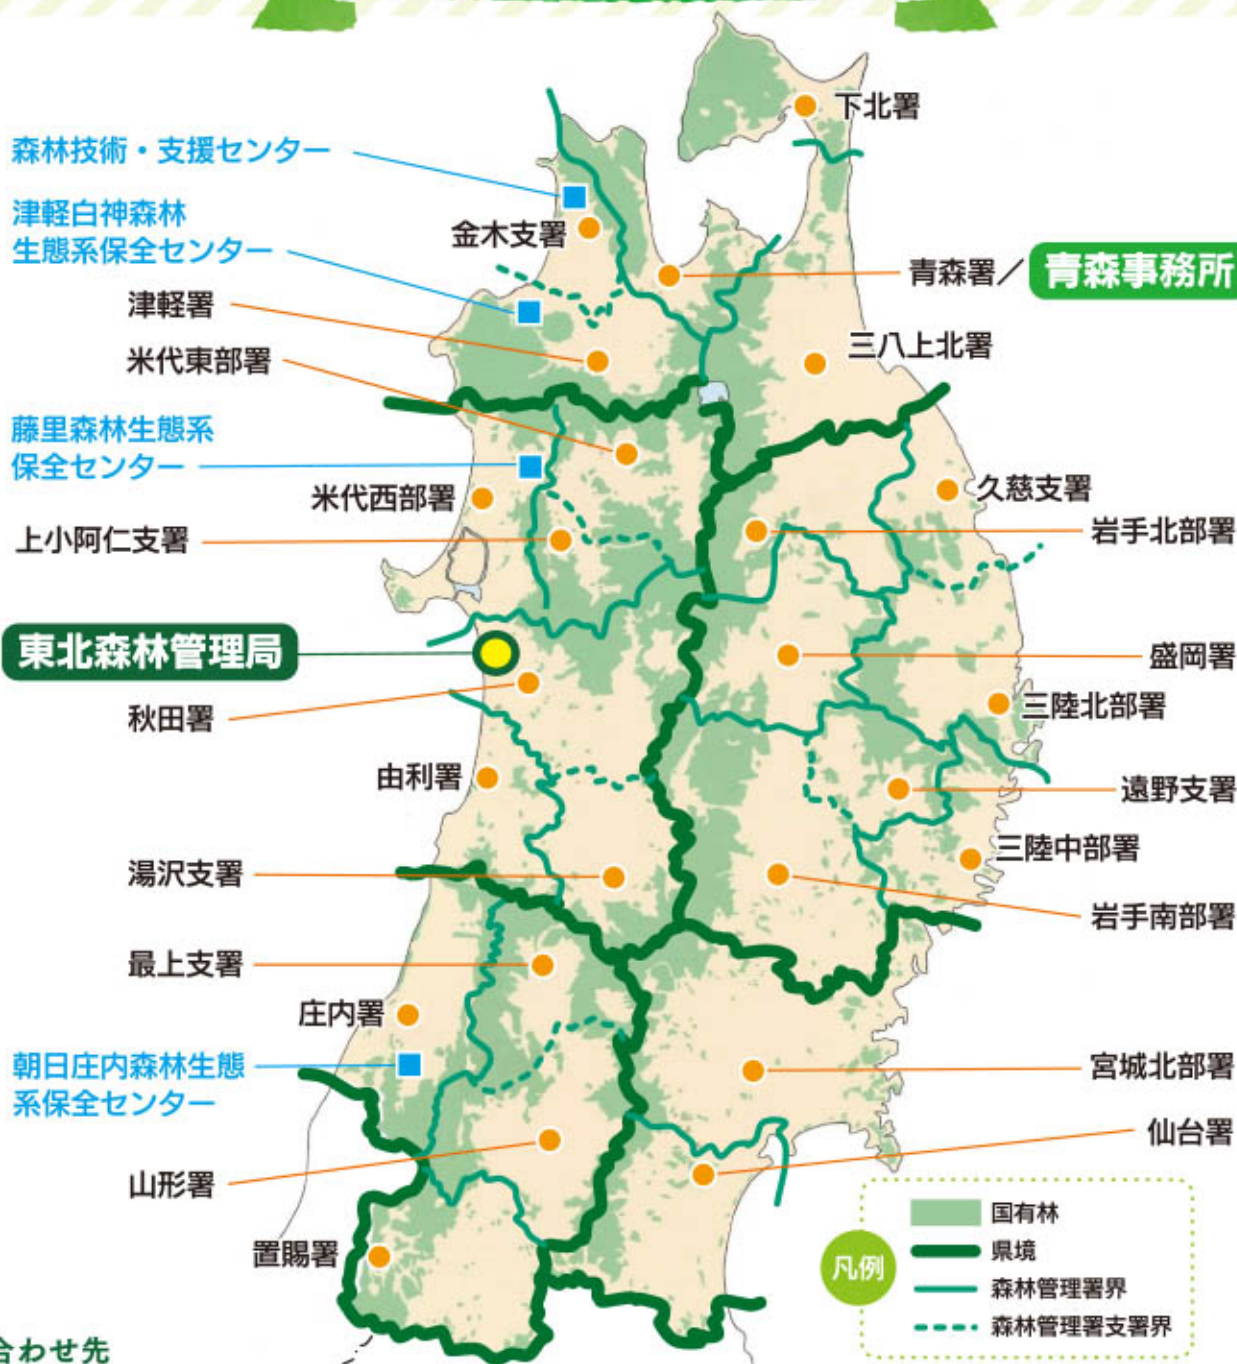 下北署
森林技術・支援センター
津軽白神森林
生態系保全センター
金木支署
青森署／
青森事務所
津軽署
三八上北署
米代東部署
藤里森林生態系
保全センター
米代西部署
久慈支署
岩手北部署
上小阿仁支署
東北森林管理局
盛岡署
秋田署
三陸北部署
由利署
遠野支署
湯沢支署
三陸中部署
岩手南部署
最上支署
庄内署
朝日庄内森林生態
系保全センター
宮城北部署
仙台署
山形署
置賜署
凡例
国有林
県境
森林管理署界
森林管理署支署界
合わせ先